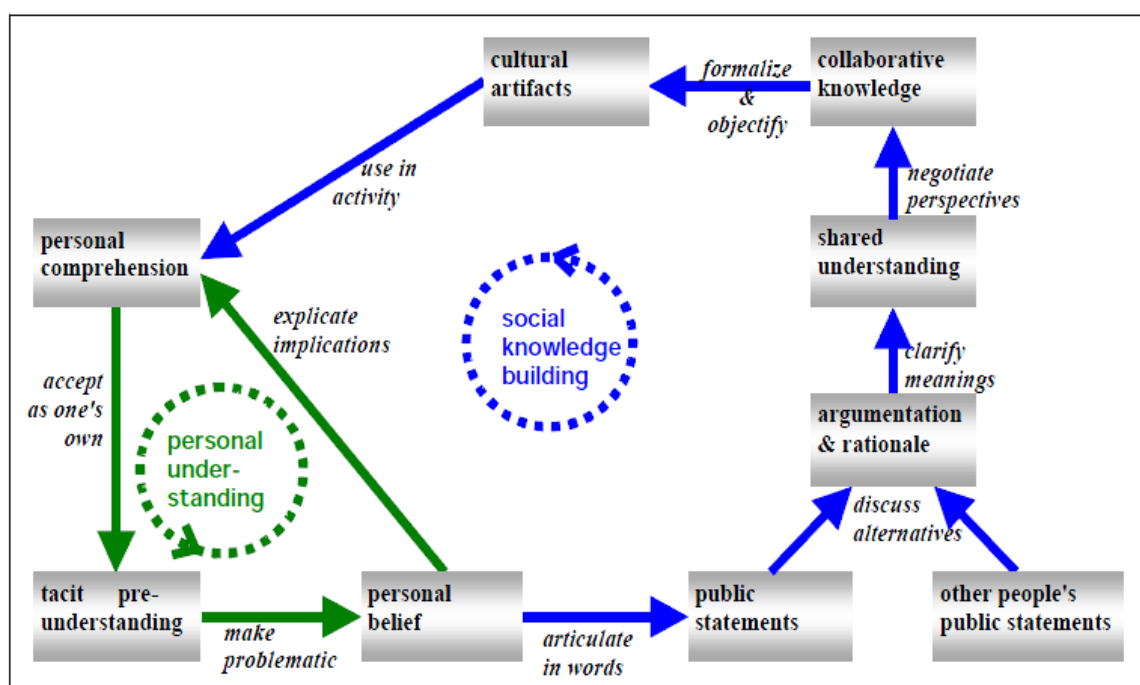 cultural
artifacts
formalize
&
objectify
collaborative
knowledge
use in
activity
negotiate
perspectives
personal
comprehension
shared
understanding
explicate
implications
social
knowledge
building
clarify
meanings
accept
as one's
own
personal
under-
standing
argumentation
& rationale
discuss
alternatives
tacit pre-
understanding
make
problematic
personal
belief
articulate
in words
public
statements
other people's
public statements